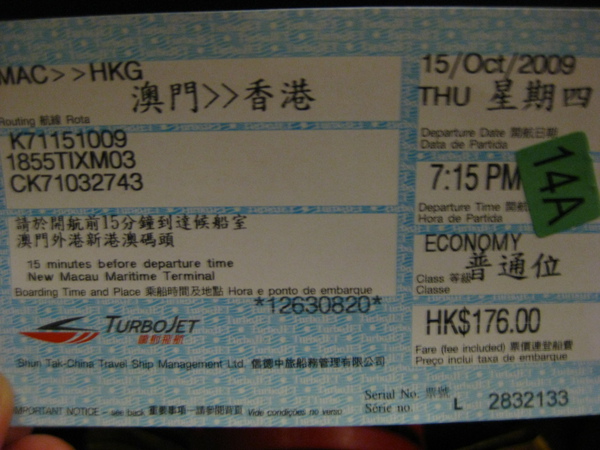 MAC>>HKG
澳門>>香港
Routing 航線 Rota
K71151009
1855TIXM03
CK71032743
請於開航前15分鐘到達候船室
澳門外港新港澳碼頭
15 minutes before departure time
New Macau Maritime Terminal
Boarding Time and Place 乘船時間及地點 Hora e ponto de embarque
*12630820*
TURBOJET
噴射飛航
Shun Tak-China Travel Ship Management Ltd. 信德中旅船務管理有限公司
IMPORTANT NOTICE - see back 重要事項—請參閱背頁 Vide condições no verso
15/Oct/2009
THU 星期四
Departure Date 開航日期
Data de Partida
7:15 PM
14A
Departure Time 開航
Hora de Partida
ECONOMY
普通位
Class 等級
Classe
HK$176.00
Fare (fee included) 票價連登船費
Preço inclui taxa de embarque
Serial No. 票號
Série no.
L 2832133